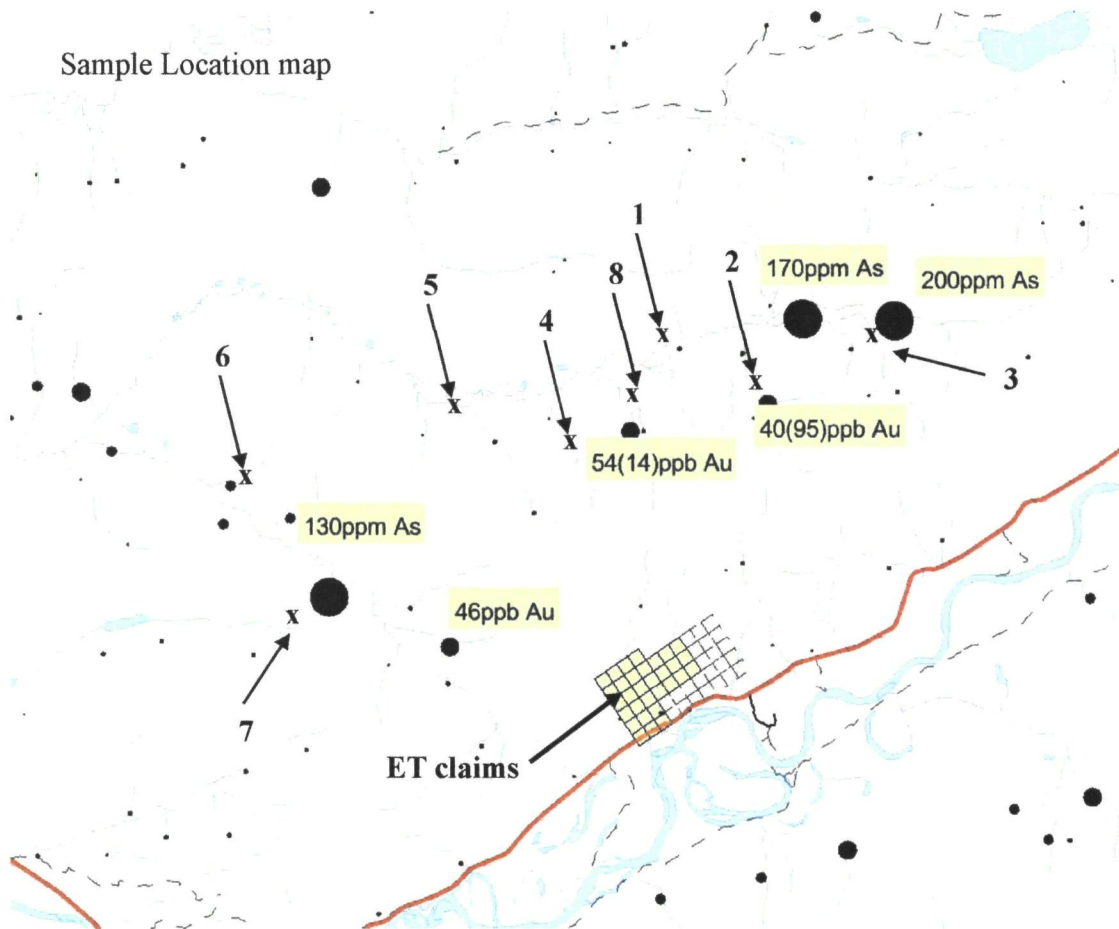 Sample Location map
1
2
170ppm As
200ppm As
8
5
4
6
3
x
x
x
x
x
x
x
x
40(95)ppb Au
54(14)ppb Au
130ppm As
46ppb Au
7
ET claims